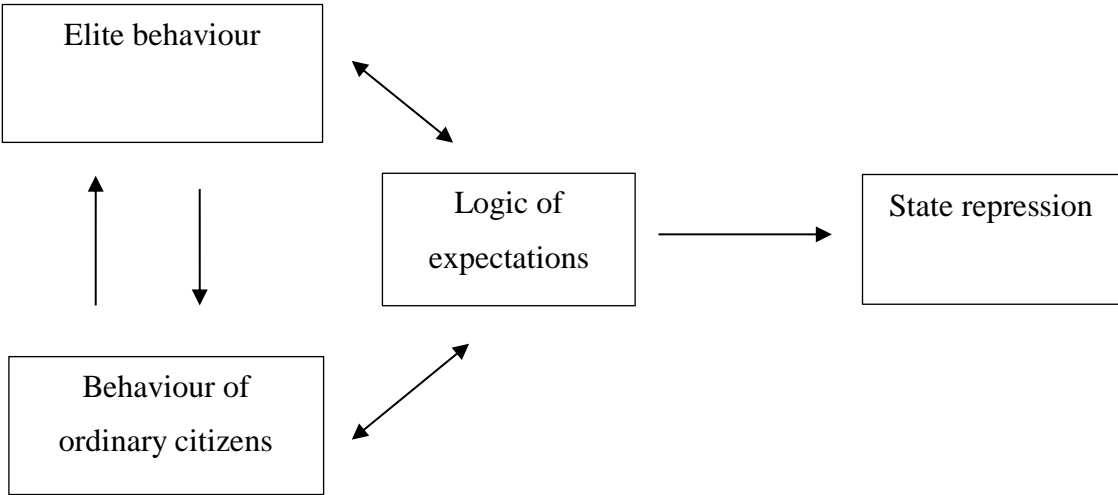 Elite behaviour
Logic of
expectations
State repression
Behaviour of
ordinary citizens